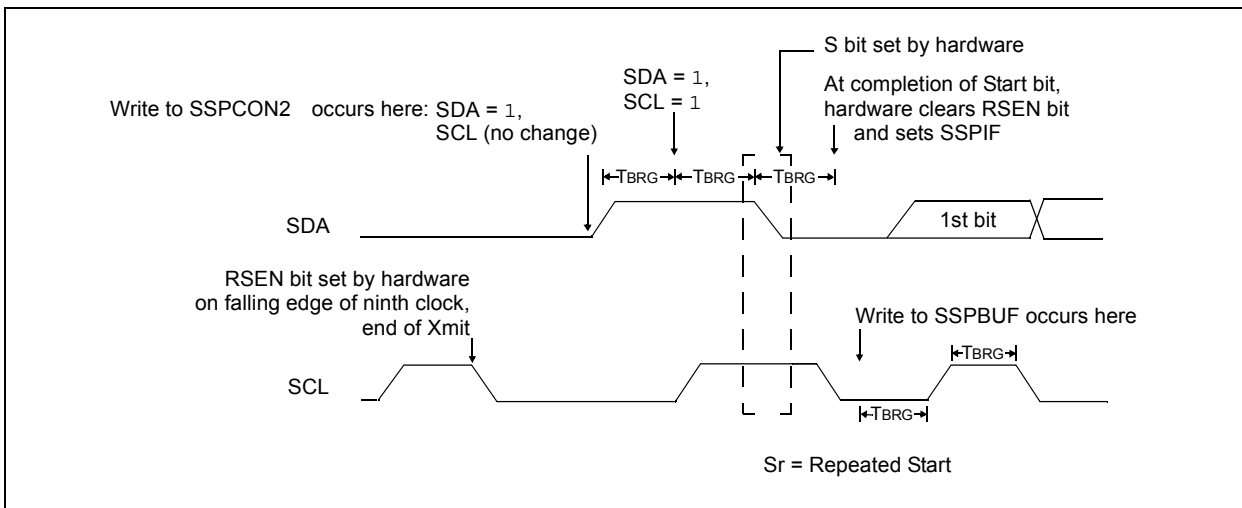 S bit set by hardware
SDA = 1,
SCL = 1
At completion of Start bit,
hardware clears RSEN bit
and sets SSPIF
Write to SSPCON2 occurs here: SDA = 1,
SCL (no change)
TBRG TBRG TBRG
SDA
1st bit
RSEN bit set by hardware
on falling edge of ninth clock,
end of Xmit
Write to SSPBUF occurs here
TBRG
SCL
TBRG
Sr = Repeated Start